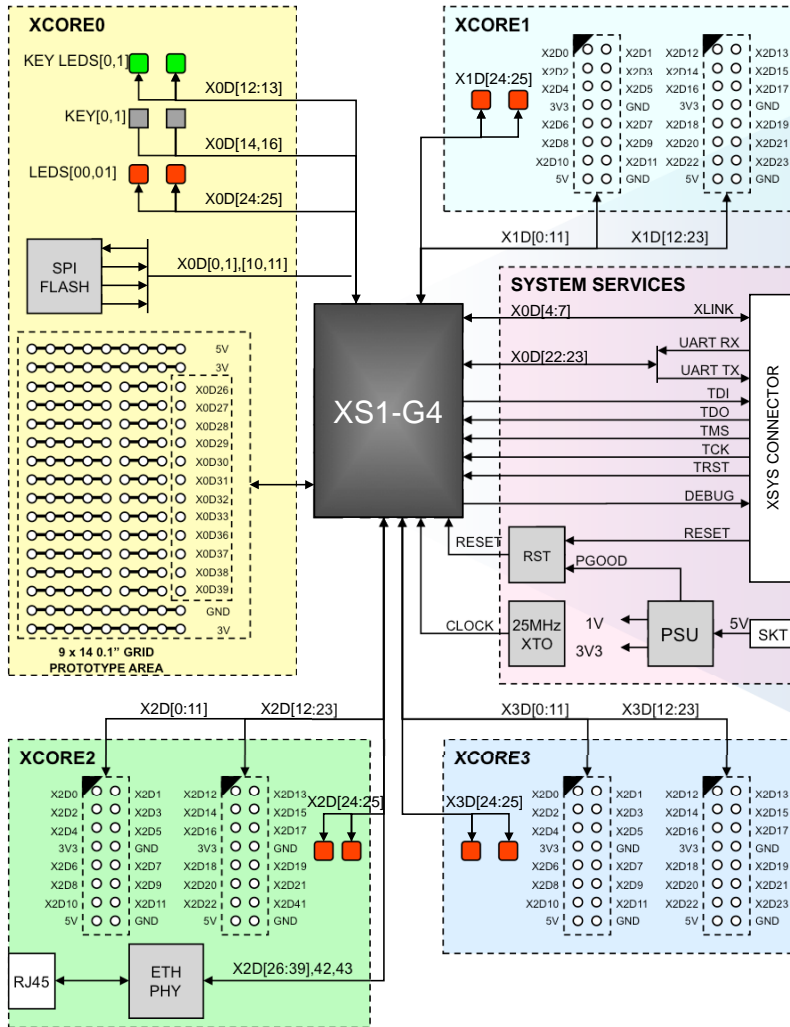 XCORE0
KEY LEDS[0,1]
X0D[12:13]
KEY[0,1]
X0D[14,16]
LEDS[00,01]
X0D[24:25]
SPI
FLASH
X0D[0,1],[10,11]
5V
3V
X0D26
X0D27
X0D28
X0D29
X0D30
X0D31
X0D32
X0D33
X0D36
X0D37
X0D38
X0D39
GND
3V
9 x 14 0.1” GRID
PROTOTYPE AREA
XS1-G4
XCORE1
X1D[24:25]
X2D0 X2D1 X2D12 X2D13
X2D2 X2D3 X2D14 X2D15
X2D4 X2D5 X2D16 X2D17
3V3 GND 3V3 GND
X2D6 X2D7 X2D18 X2D19
X2D8 X2D9 X2D20 X2D21
X2D10 X2D11 X2D22 X2D23
5V GND 5V GND
X1D[0:11] X1D[12:23]
SYSTEM SERVICES
X0D[4:7] XLINK
UART RX
X0D[22:23]
UART TX
TDI
TDO
TMS
TCK
TRST
DEBUG
RESET
XSYS CONNECTOR
RESET
RST
PGOOD
CLOCK
25MHz
XTO
1V
3V3
PSU
5V
SKT
X2D[0:11] X2D[12:23]
XCORE2
X2D0 X2D1 X2D12 X2D13
X2D2 X2D3 X2D14 X2D15
X2D4 X2D5 X2D16 X2D17
3V3 GND 3V3 GND
X2D6 X2D7 X2D18 X2D19
X2D8 X2D9 X2D20 X2D21
X2D10 X2D11 X2D22 X2D41
5V GND 5V GND
X2D[24:25]
RJ45
ETH
PHY
X2D[26:39],42,43
X3D[0:11] X3D[12:23]
XCORE3
X3D[24:25]
X2D0 X2D1 X2D12 X2D13
X2D2 X2D3 X2D14 X2D15
X2D4 X2D5 X2D16 X2D17
3V3 GND 3V3 GND
X2D6 X2D7 X2D18 X2D19
X2D8 X2D9 X2D20 X2D21
X2D10 X2D11 X2D22 X2D23
5V GND 5V GND